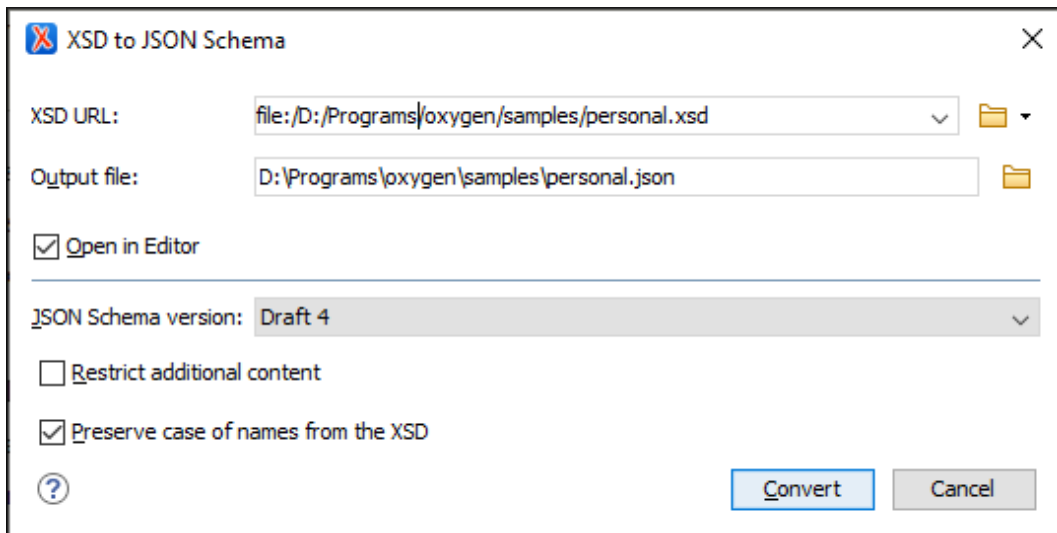 XSD to JSON Schema
XSD URL: file:/D:/Programs/oxygen/samples/personal.xsd
Output file: D:\Programs\oxygen\samples\personal.json
Open in Editor
JSON Schema version: Draft 4
Restrict additional content
Preserve case of names from the XSD
? Convert Cancel